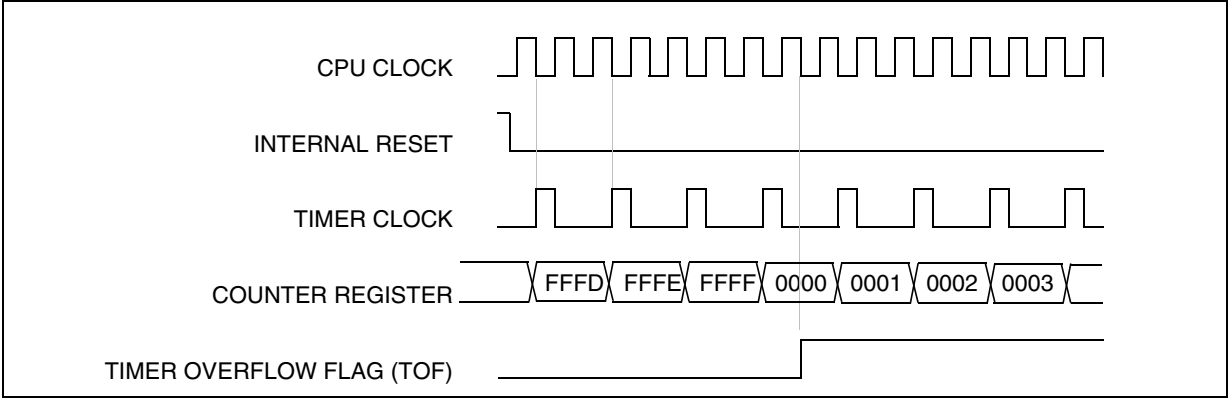 CPU CLOCK
INTERNAL RESET
TIMER CLOCK
COUNTER REGISTER FFFD FFFE FFFF 0000 0001 0002 0003
TIMER OVERFLOW FLAG (TOF)